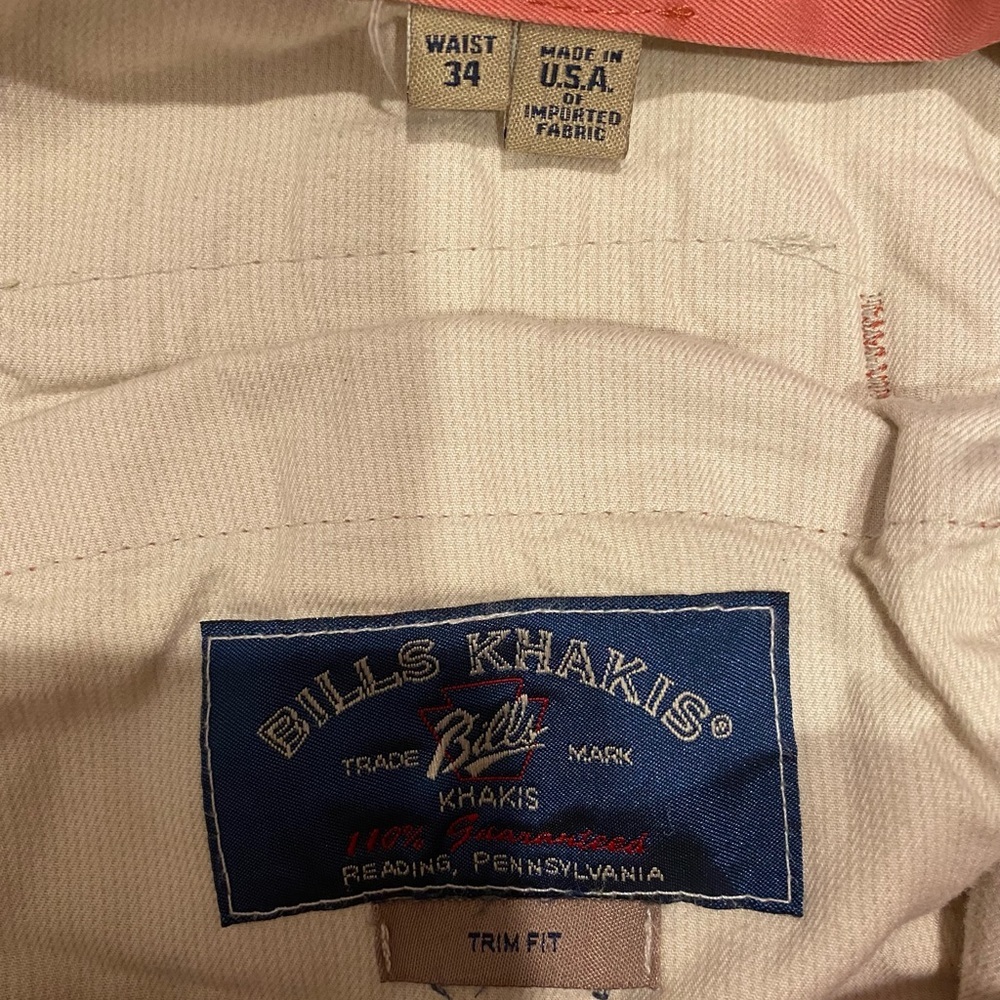 WAIST
34
MADE IN
U.S.A.
OF
IMPORTED
FABRIC
BILLS KHAKIS®
Bills
TRADE MARK
KHAKIS
110% Guaranteed
READING, PENNSYLVANIA
TRIM FIT